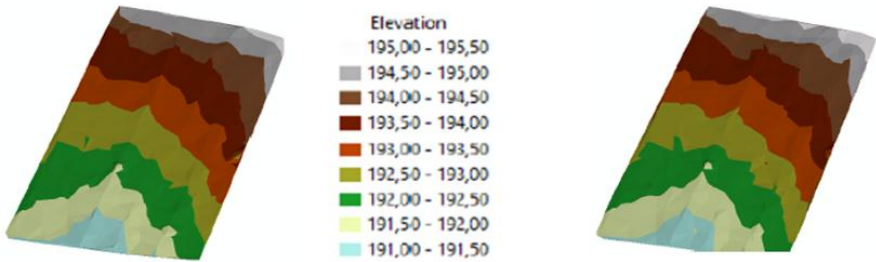 Elevation
195,00 - 195,50
194,50 - 195,00
194,00 - 194,50
193,50 - 194,00
193,00 - 193,50
192,50 - 193,00
192,00 - 192,50
191,50 - 192,00
191,00 - 191,50